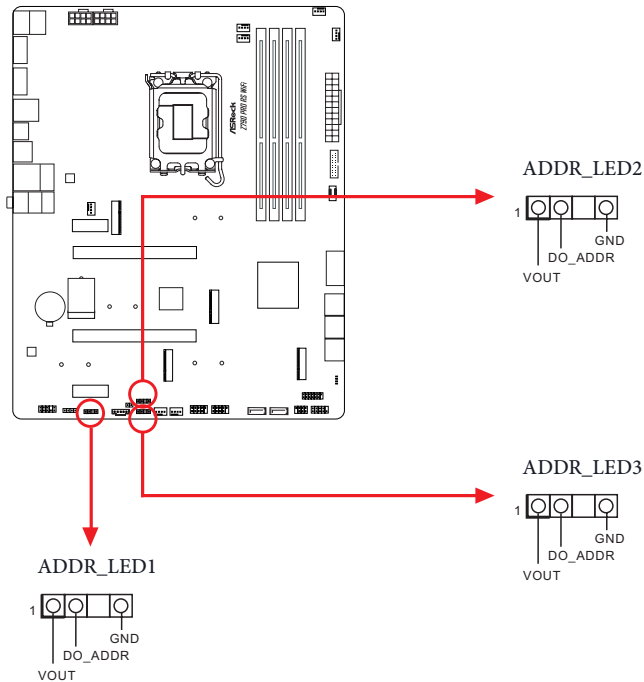 ASRock
Z790 PRO RS WiFi
ADDR_LED2
1
GND
DO_ADDR
VOUT
ADDR_LED3
1
GND
DO_ADDR
VOUT
ADDR_LED1
1
GND
DO_ADDR
VOUT